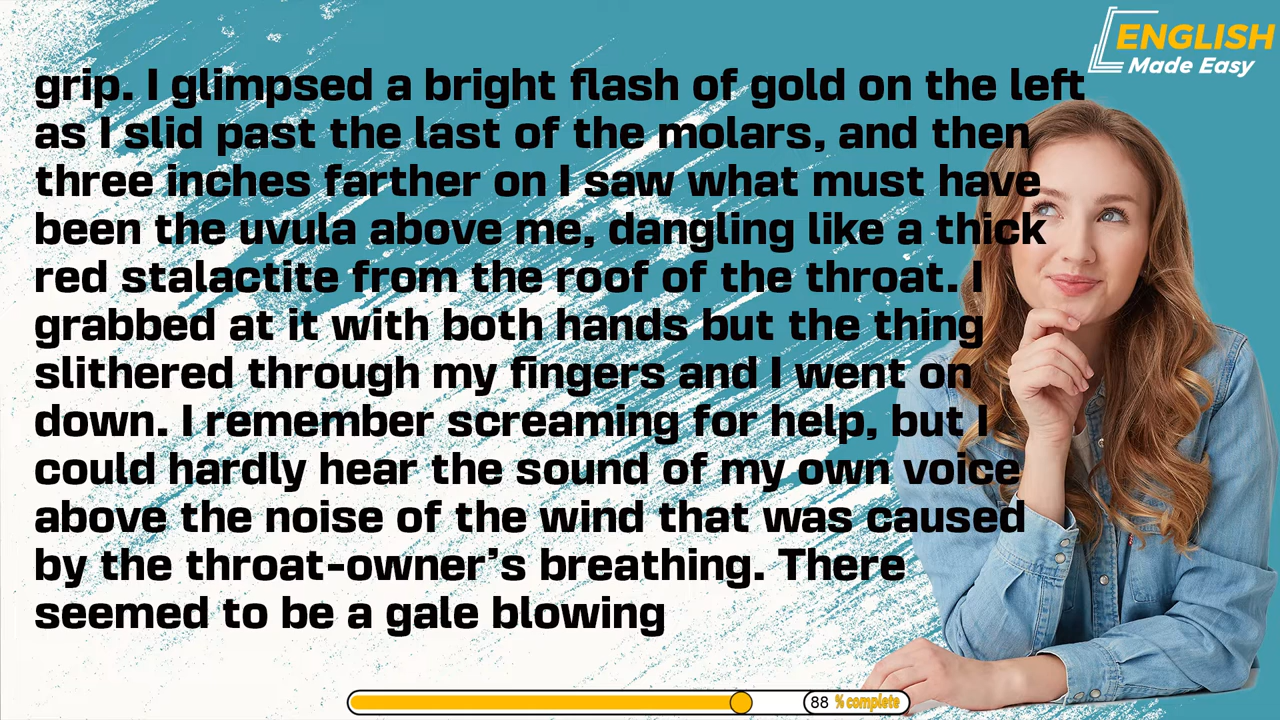 ENGLISH
Made Easy
grip. I glimpsed a bright flash of gold on the left
as I slid past the last of the molars, and then
three inches farther on I saw what must have
been the uvula above me, dangling like a thick
red stalactite from the roof of the throat. I
grabbed at it with both hands but the thing
slithered through my fingers and I went on
down. I remember screaming for help, but I
could hardly hear the sound of my own voice
above the noise of the wind that was caused
by the throat-owner’s breathing. There
seemed to be a gale blowing
88 % complete